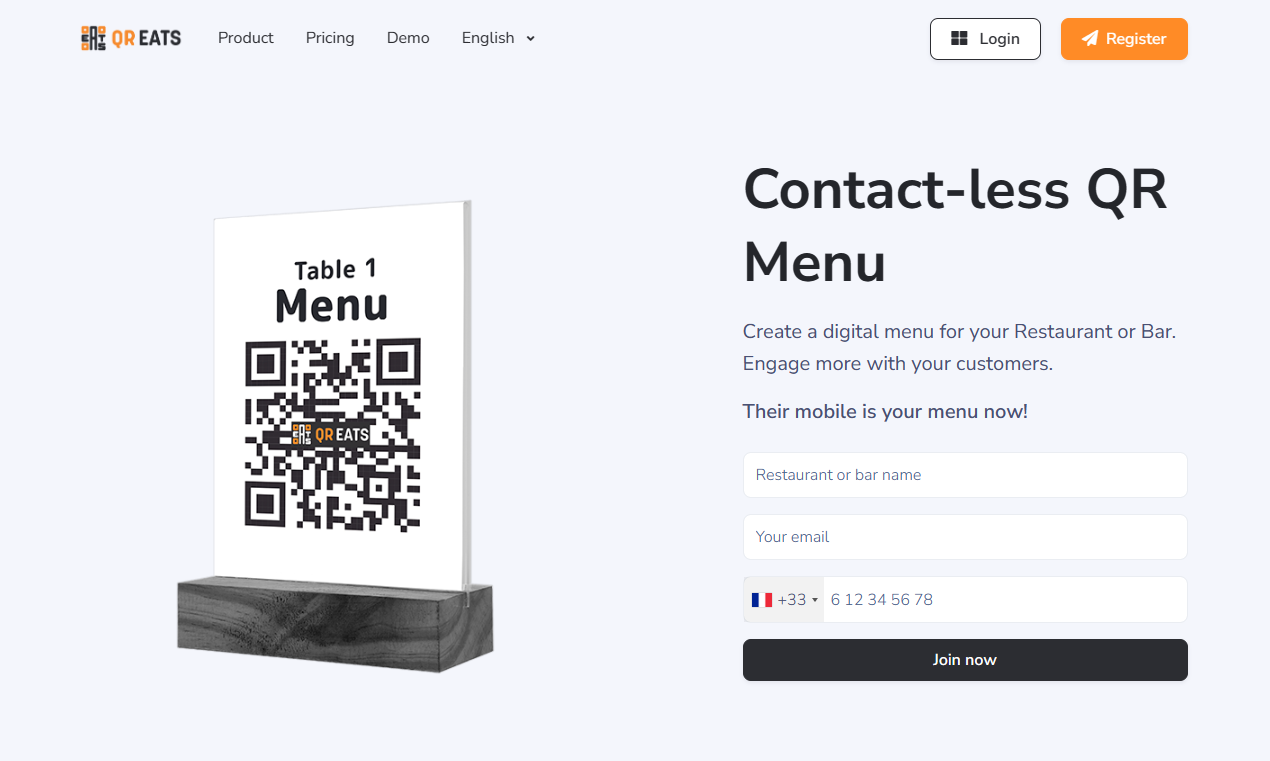 QR EATS
Product
Pricing
Demo
English
Login
Register
Table 1
Menu
QR EATS
Contact-less QR
Menu
Create a digital menu for your Restaurant or Bar.
Engage more with your customers.
Their mobile is your menu now!
Restaurant or bar name
Your email
+33 6 12 34 56 78
Join now